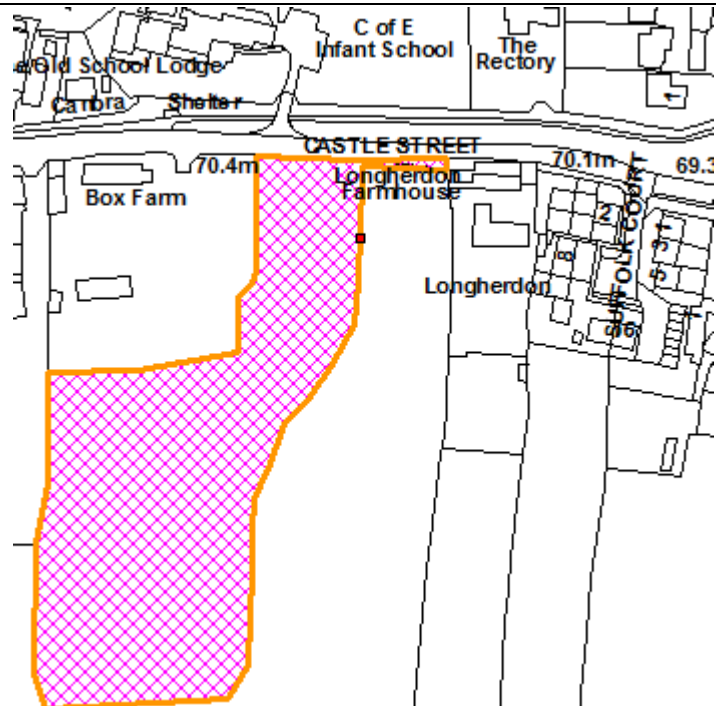 C of E
Infant School
The
Rectory
Old School Lodge
Shelter
1
CASTLE STREET
70.4m
70.1m
69.3
Longherdon
Farmhouse
Box Farm
2
SUFFOLK COURT
1
3
5
8
Longherdon
6